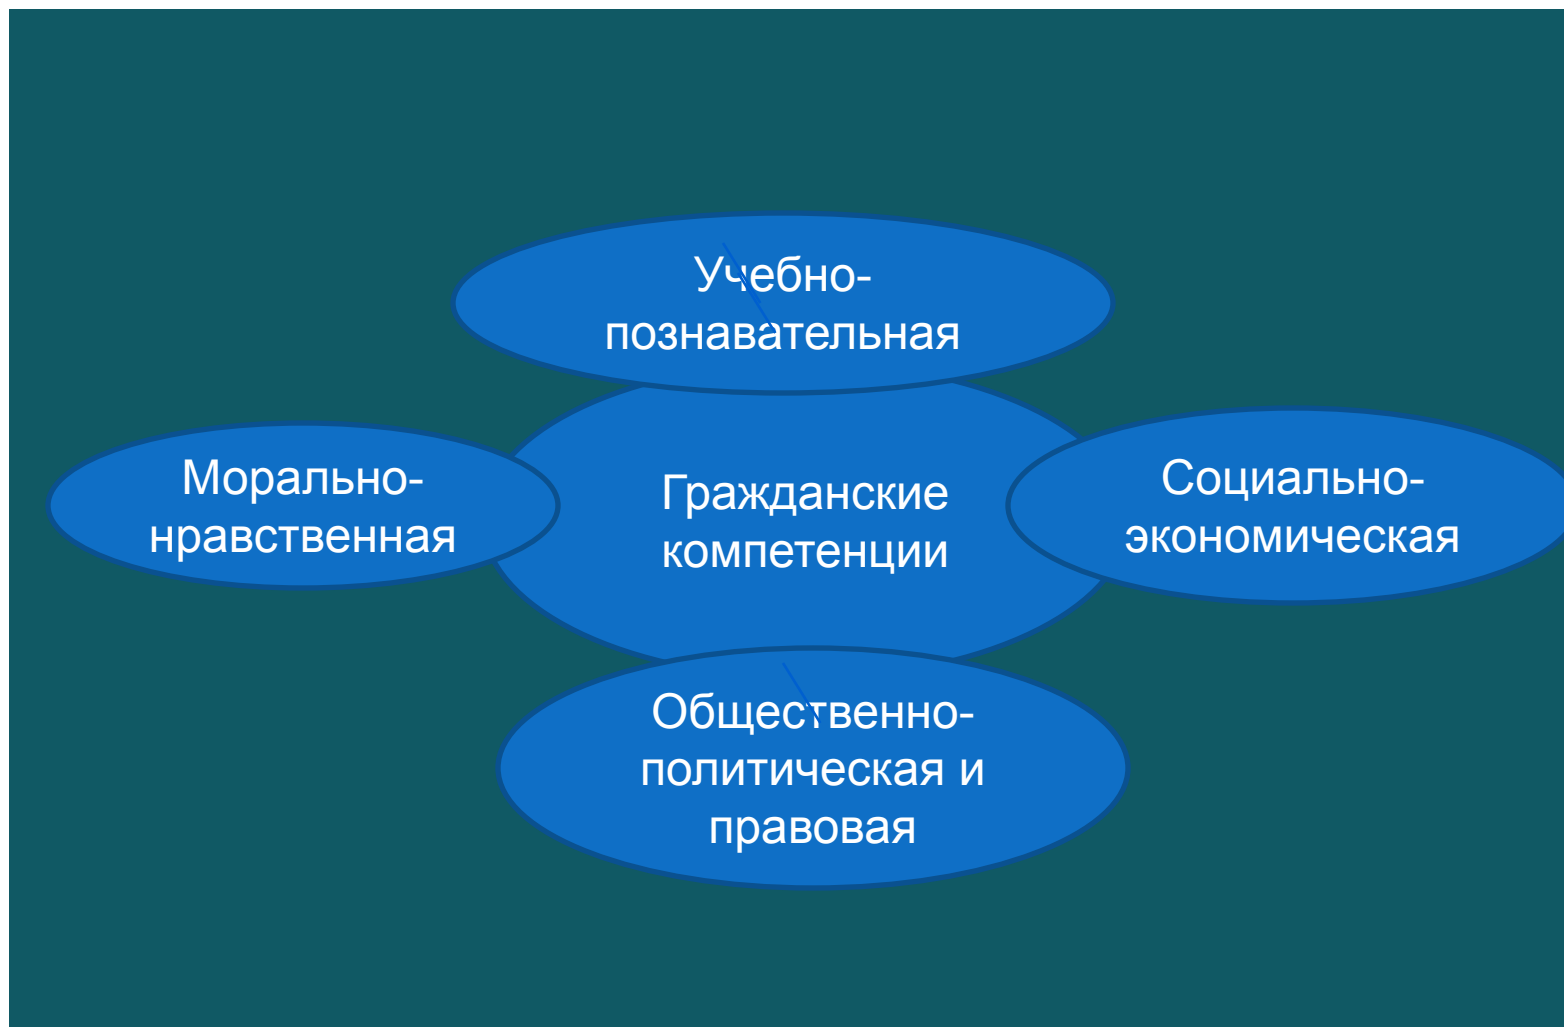 Учебно-
познавательная
Морально-
нравственная
Гражданские
компетенции
Социально-
экономическая
Общественно-
политическая и
правовая